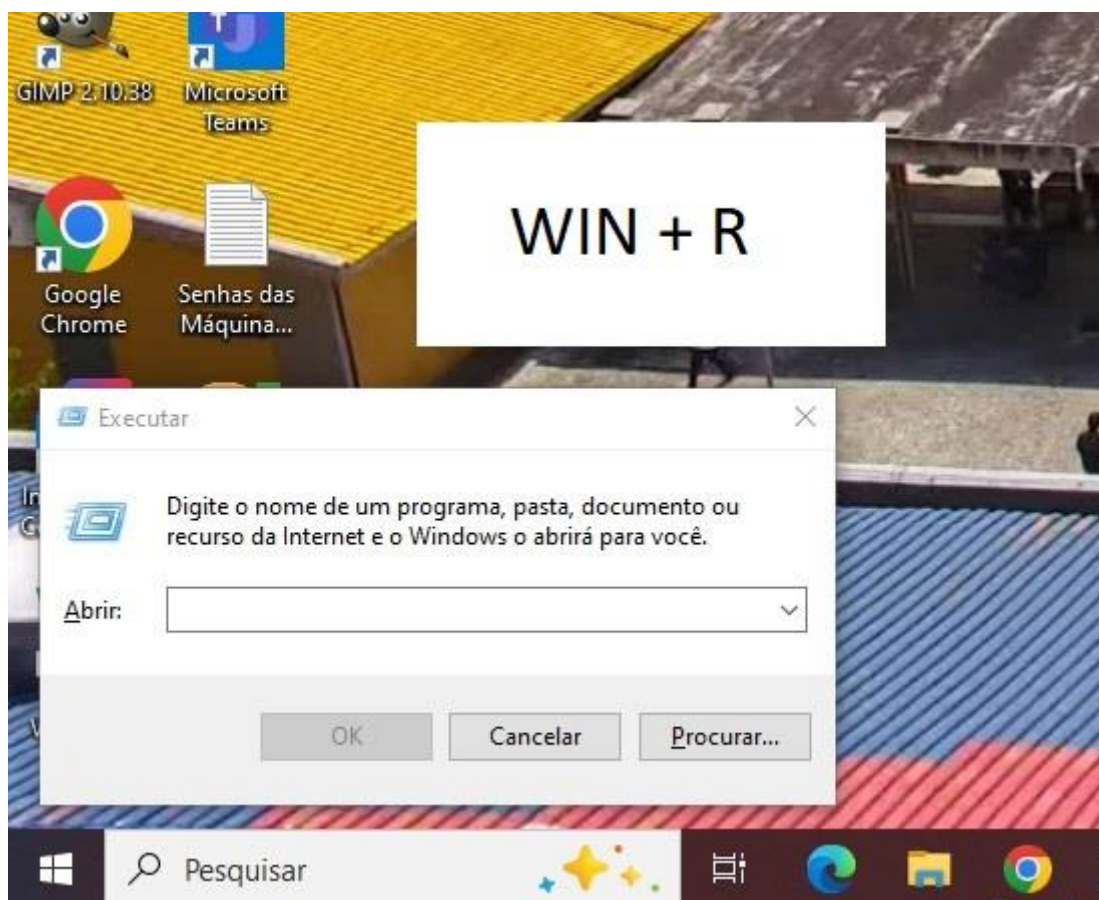 GIMP 2.10.38
Microsoft
Teams
WIN + R
Google
Chrome
Senhas das
Máquina...
Executar
Digite o nome de um programa, pasta, documento ou
recurso da Internet e o Windows o abrirá para você.
Abrir:
OK
Cancelar
Procurar...
Pesquisar